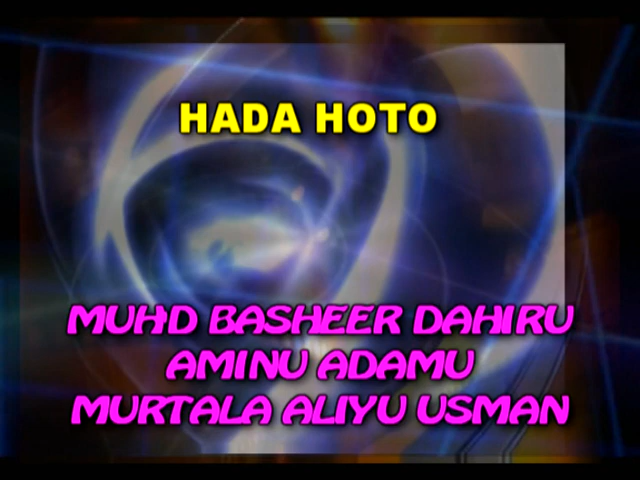 HADA HOTO
MUHD BASHEER DAHIRU
AMINU ADAMU
MURTALA ALIYU USMAN